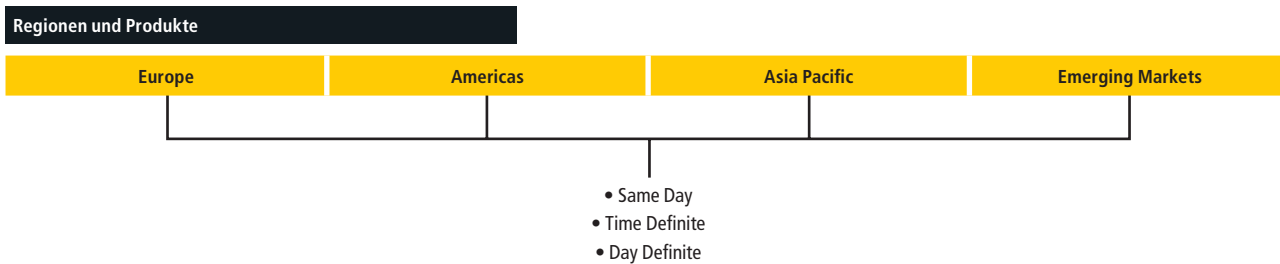 Regionen und Produkte
Europe
Americas
Asia Pacific
Emerging Markets
• Same Day
• Time Definite
• Day Definite